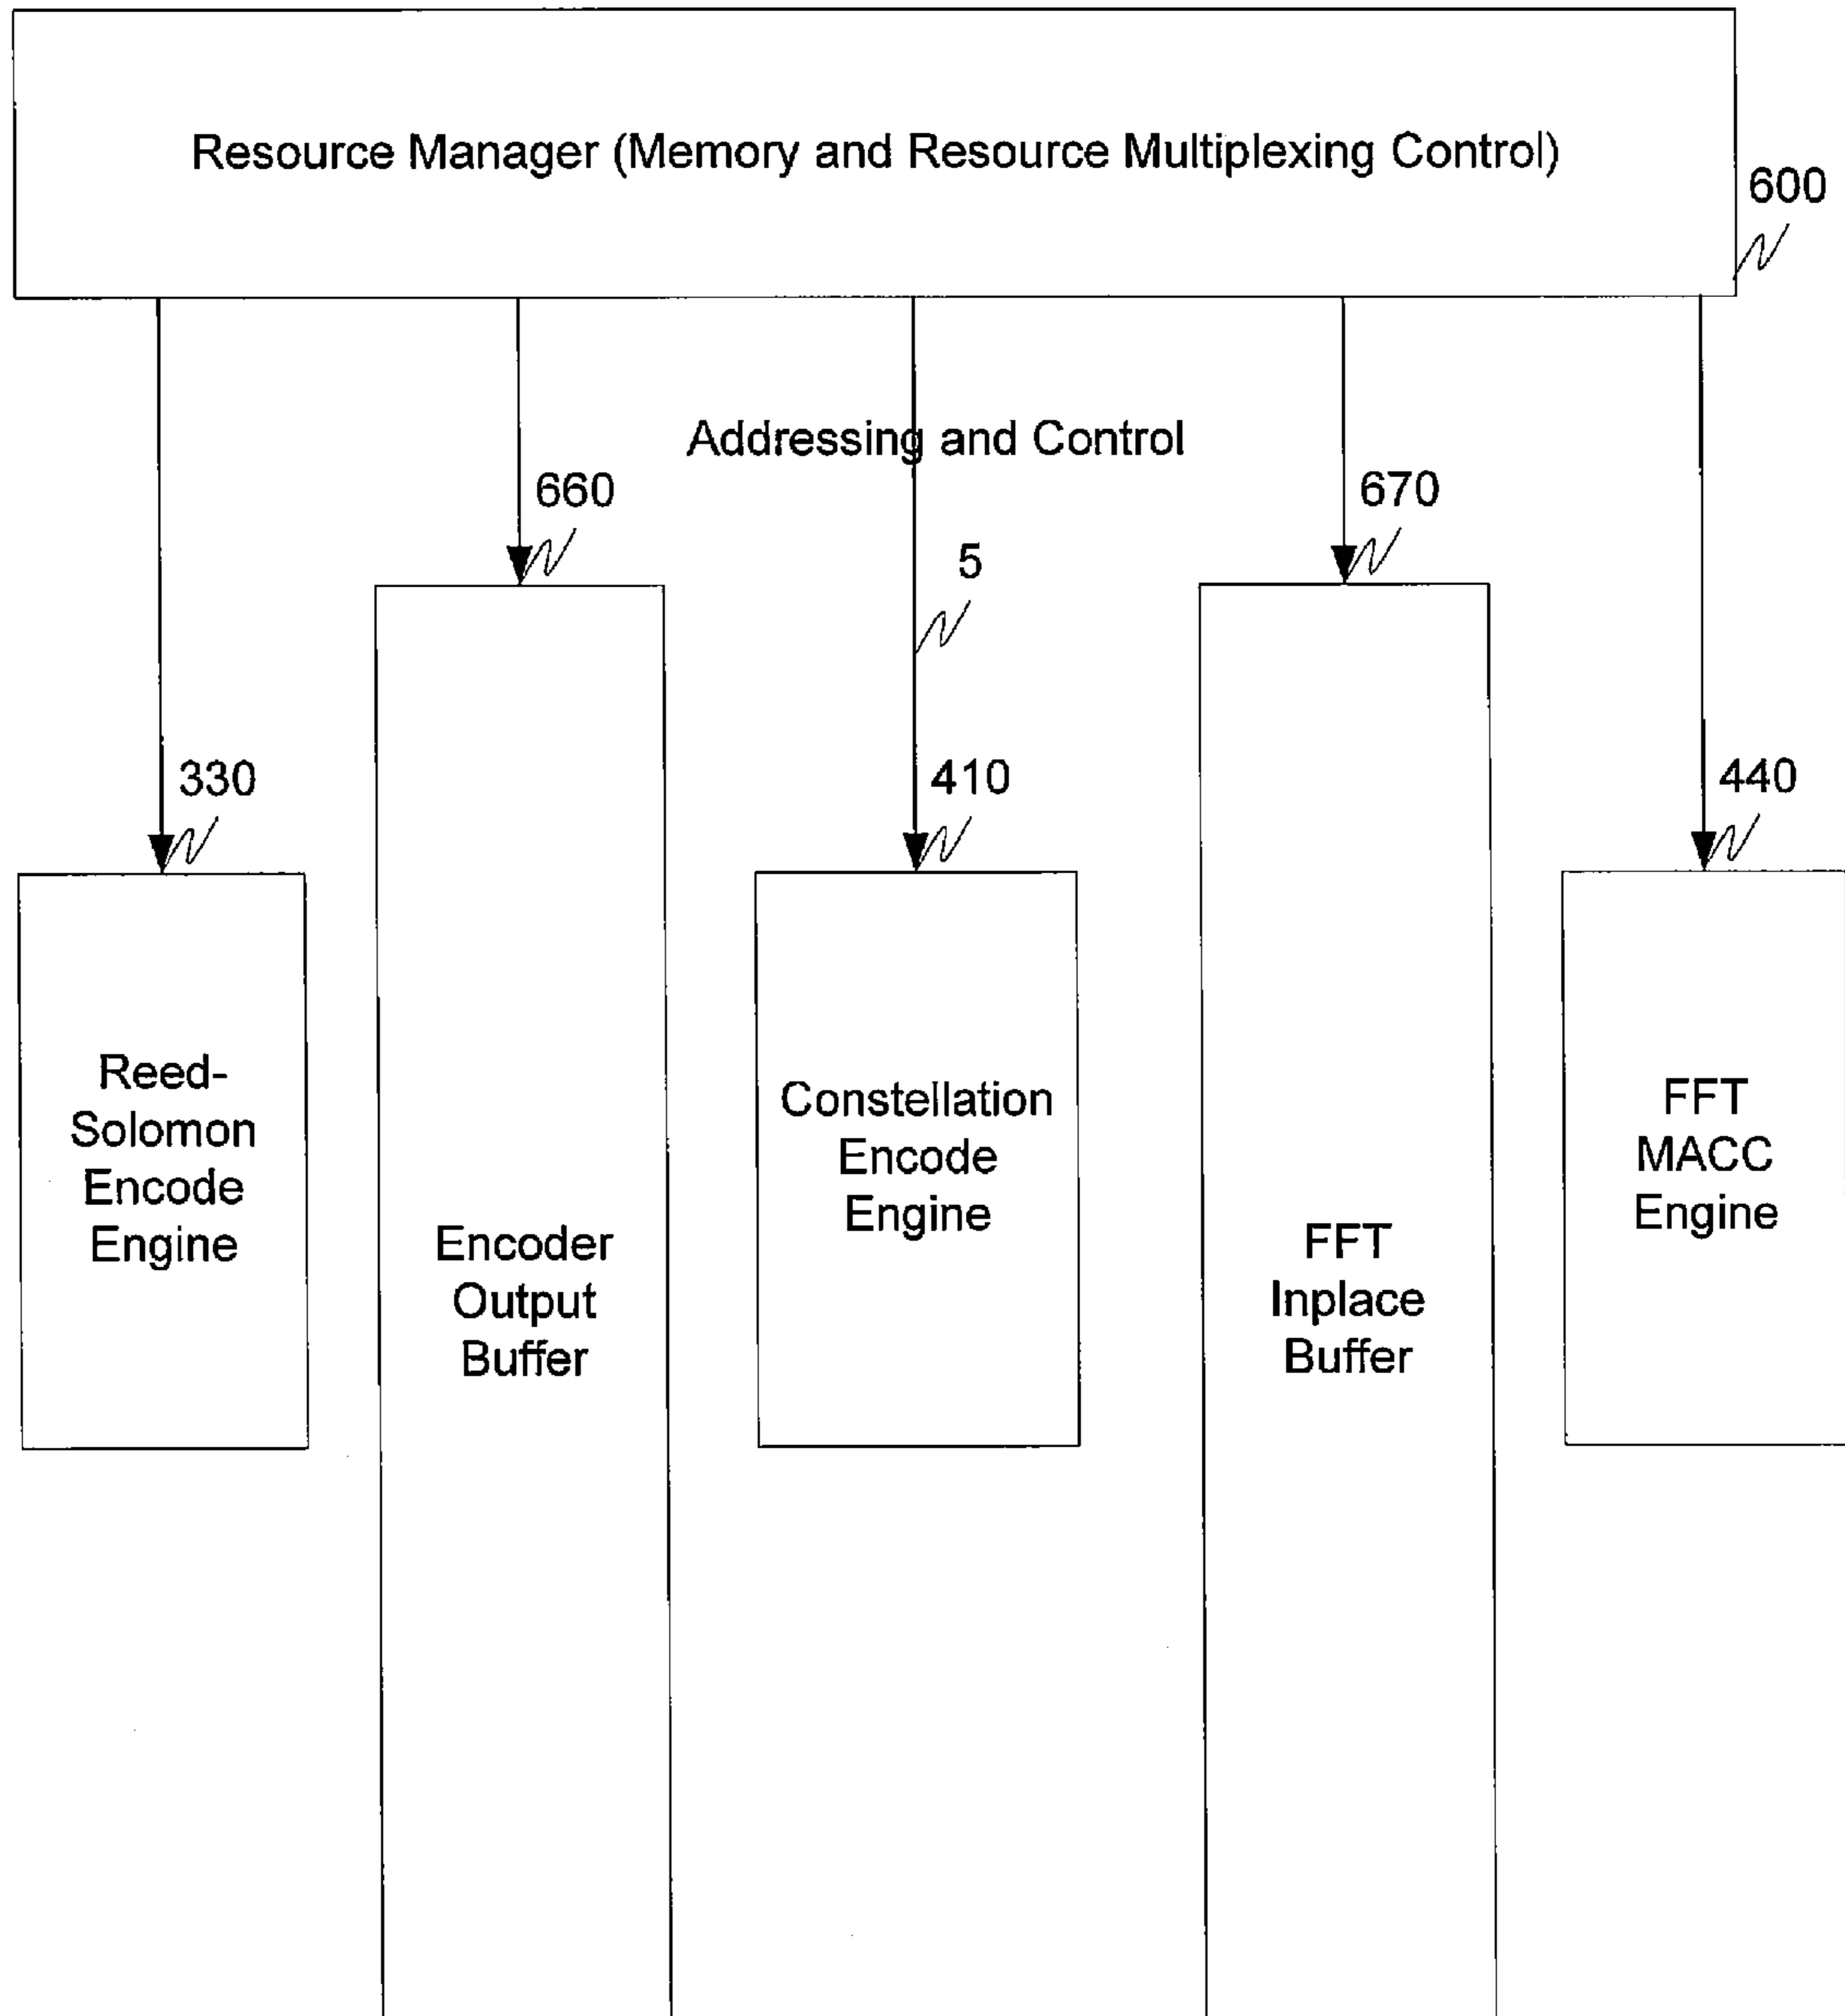 Resource Manager (Memory and Resource Multiplexing Control)
600
Addressing and Control
660
670
5
330
410
440
Reed-
Solomon
Encode
Engine
Encoder
Output
Buffer
Constellation
Encode
Engine
FFT
Inplace
Buffer
FFT
MACC
Engine